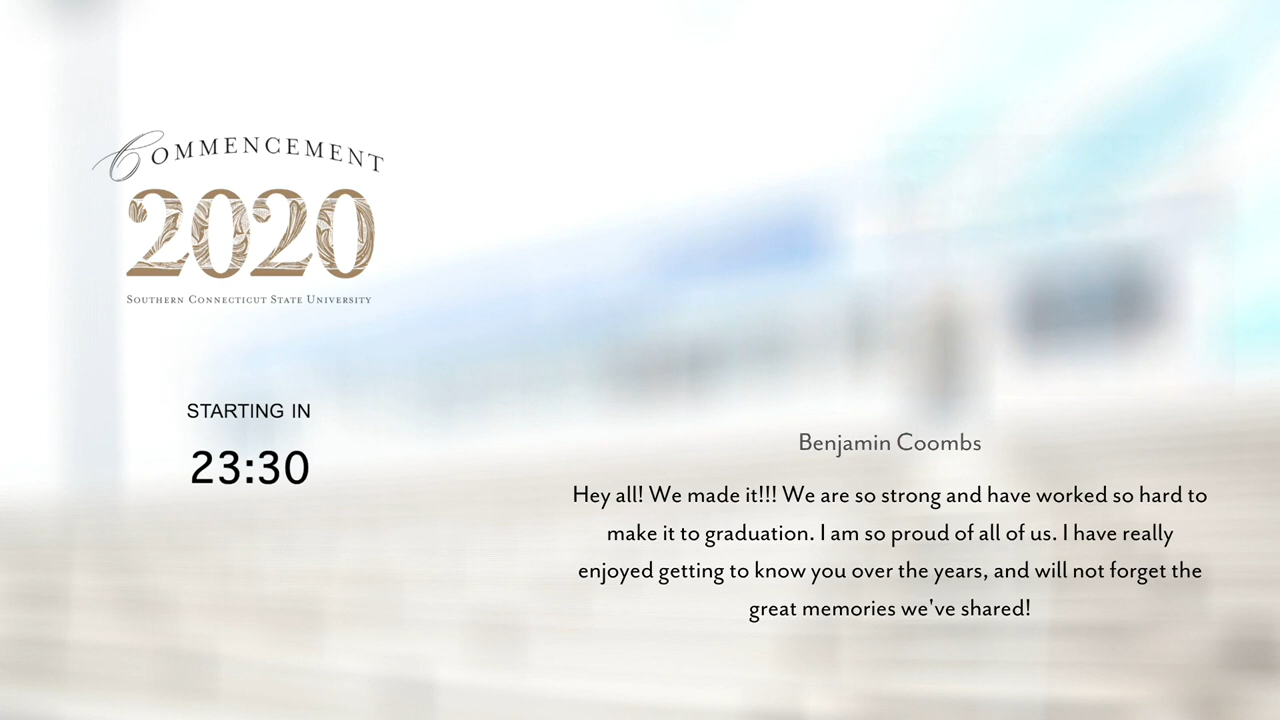 COMMENCEMENT
2020
SOUTHERN CONNECTICUT STATE UNIVERSITY
STARTING IN
23:30
Benjamin Coombs
Hey all! We made it!!! We are so strong and have worked so hard to
make it to graduation. I am so proud of all of us. I have really
enjoyed getting to know you over the years, and will not forget the
great memories we've shared!